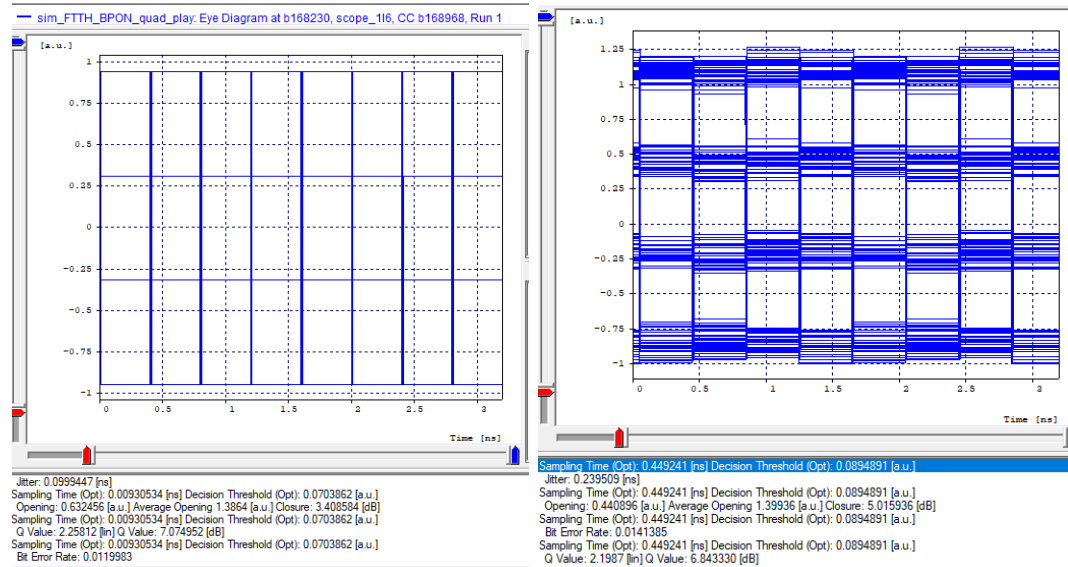 sim_FTTH_BPON_quad_play: Eye Diagram at b168230, scope_1l6, CC b168968, Run 1
[a.u.]
1
0.75
0.5
0.25
0
-0.25
-0.5
-0.75
-1
0 0.5 1 1.5 2 2.5 3
Time [ns]
Jitter: 0.0999447 [ns]
Sampling Time (Opt): 0.00930534 [ns] Decision Threshold (Opt): 0.0703862 [a.u.]
Opening: 0.632456 [a.u.] Average Opening 1.3864 [a.u.] Closure: 3.408584 [dB]
Sampling Time (Opt): 0.00930534 [ns] Decision Threshold (Opt): 0.0703862 [a.u.]
Q Value: 2.25812 [lin] Q Value: 7.074952 [dB]
Sampling Time (Opt): 0.00930534 [ns] Decision Threshold (Opt): 0.0703862 [a.u.]
Bit Error Rate: 0.0119983
[a.u.]
1.25
1
0.75
0.5
0.25
0
-0.25
-0.5
-0.75
-1
0 0.5 1 1.5 2 2.5 3
Time [ns]
Sampling Time (Opt): 0.449241 [ns] Decision Threshold (Opt): 0.0894891 [a.u.]
Jitter: 0.239509 [ns]
Sampling Time (Opt): 0.449241 [ns] Decision Threshold (Opt): 0.0894891 [a.u.]
Opening: 0.440896 [a.u.] Average Opening 1.39936 [a.u.] Closure: 5.015936 [dB]
Sampling Time (Opt): 0.449241 [ns] Decision Threshold (Opt): 0.0894891 [a.u.]
Bit Error Rate: 0.0141385
Sampling Time (Opt): 0.449241 [ns] Decision Threshold (Opt): 0.0894891 [a.u.]
Q Value: 2.1987 [lin] Q Value: 6.843330 [dB]